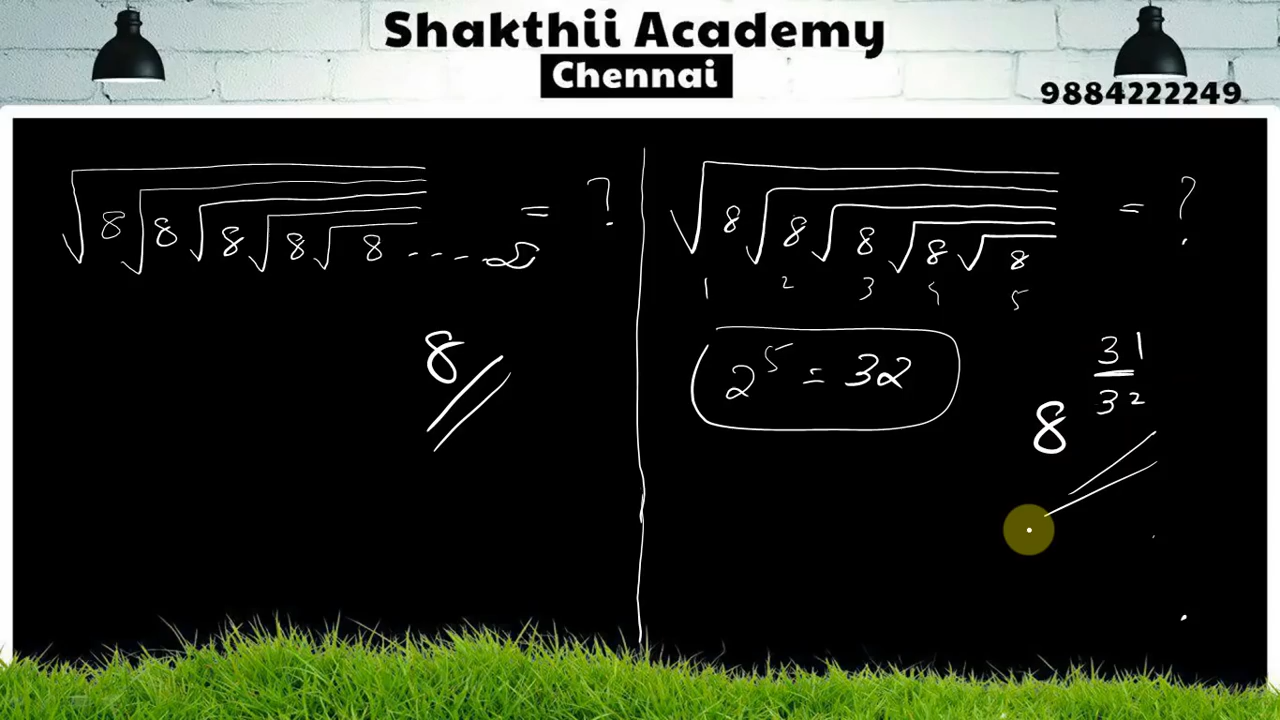 Shakthii Academy
Chennai
9884222249
√8√8√8√8√8 ....∞ = ?
8
√8√8√8√8√8 = ?
1 2 3 4 5
2^5 = 32
8^31/32